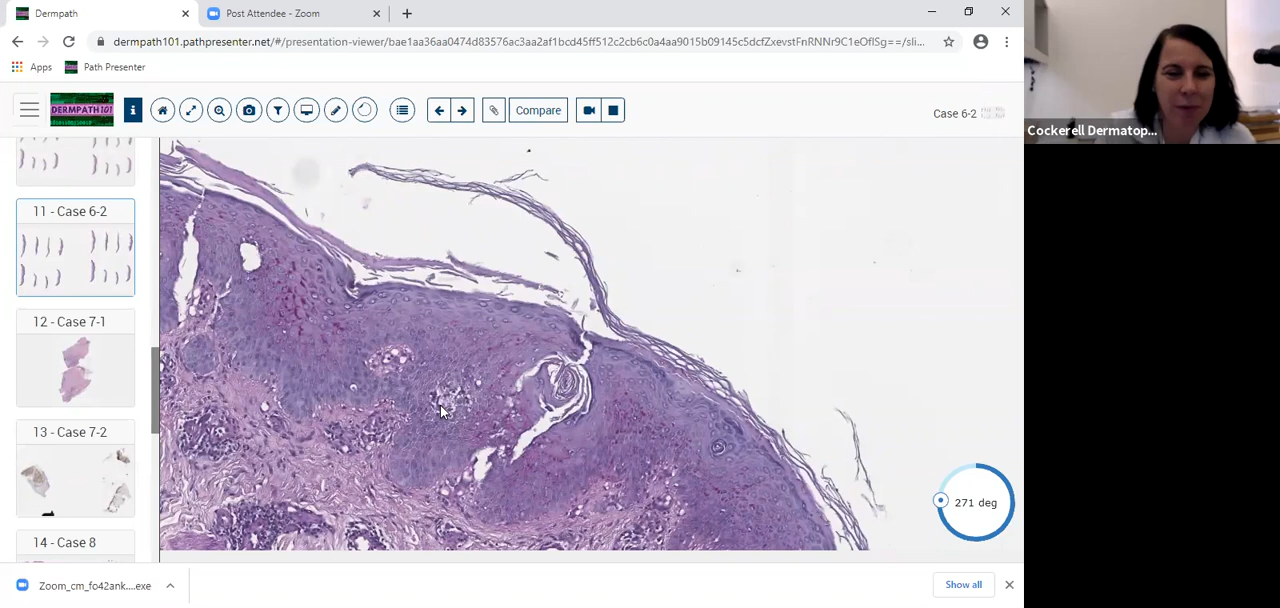 Dermpath
Post Attendee - Zoom
dermpath101.pathpresenter.net/#/presentation-viewer/bae1aa36aa0474d83576ac3aa2af1bcd45ff512c2cb6c0a4aa9015b09145c5dcfZxevstFnRNNr9C1eOflSg==/sli...
Apps
Path Presenter
DERMPATH101
Compare
Case 6-2
Cockerell Dermatop...
11 - Case 6-2
12 - Case 7-1
13 - Case 7-2
14 - Case 8
271 deg
Zoom_cm_fo42ank....exe
Show all